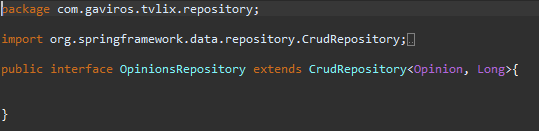 package com.gaviros.tvlix.repository;
import org.springframework.data.repository.CrudRepository;
public interface OpinionsRepository extends CrudRepository<Opinion, Long>{
}